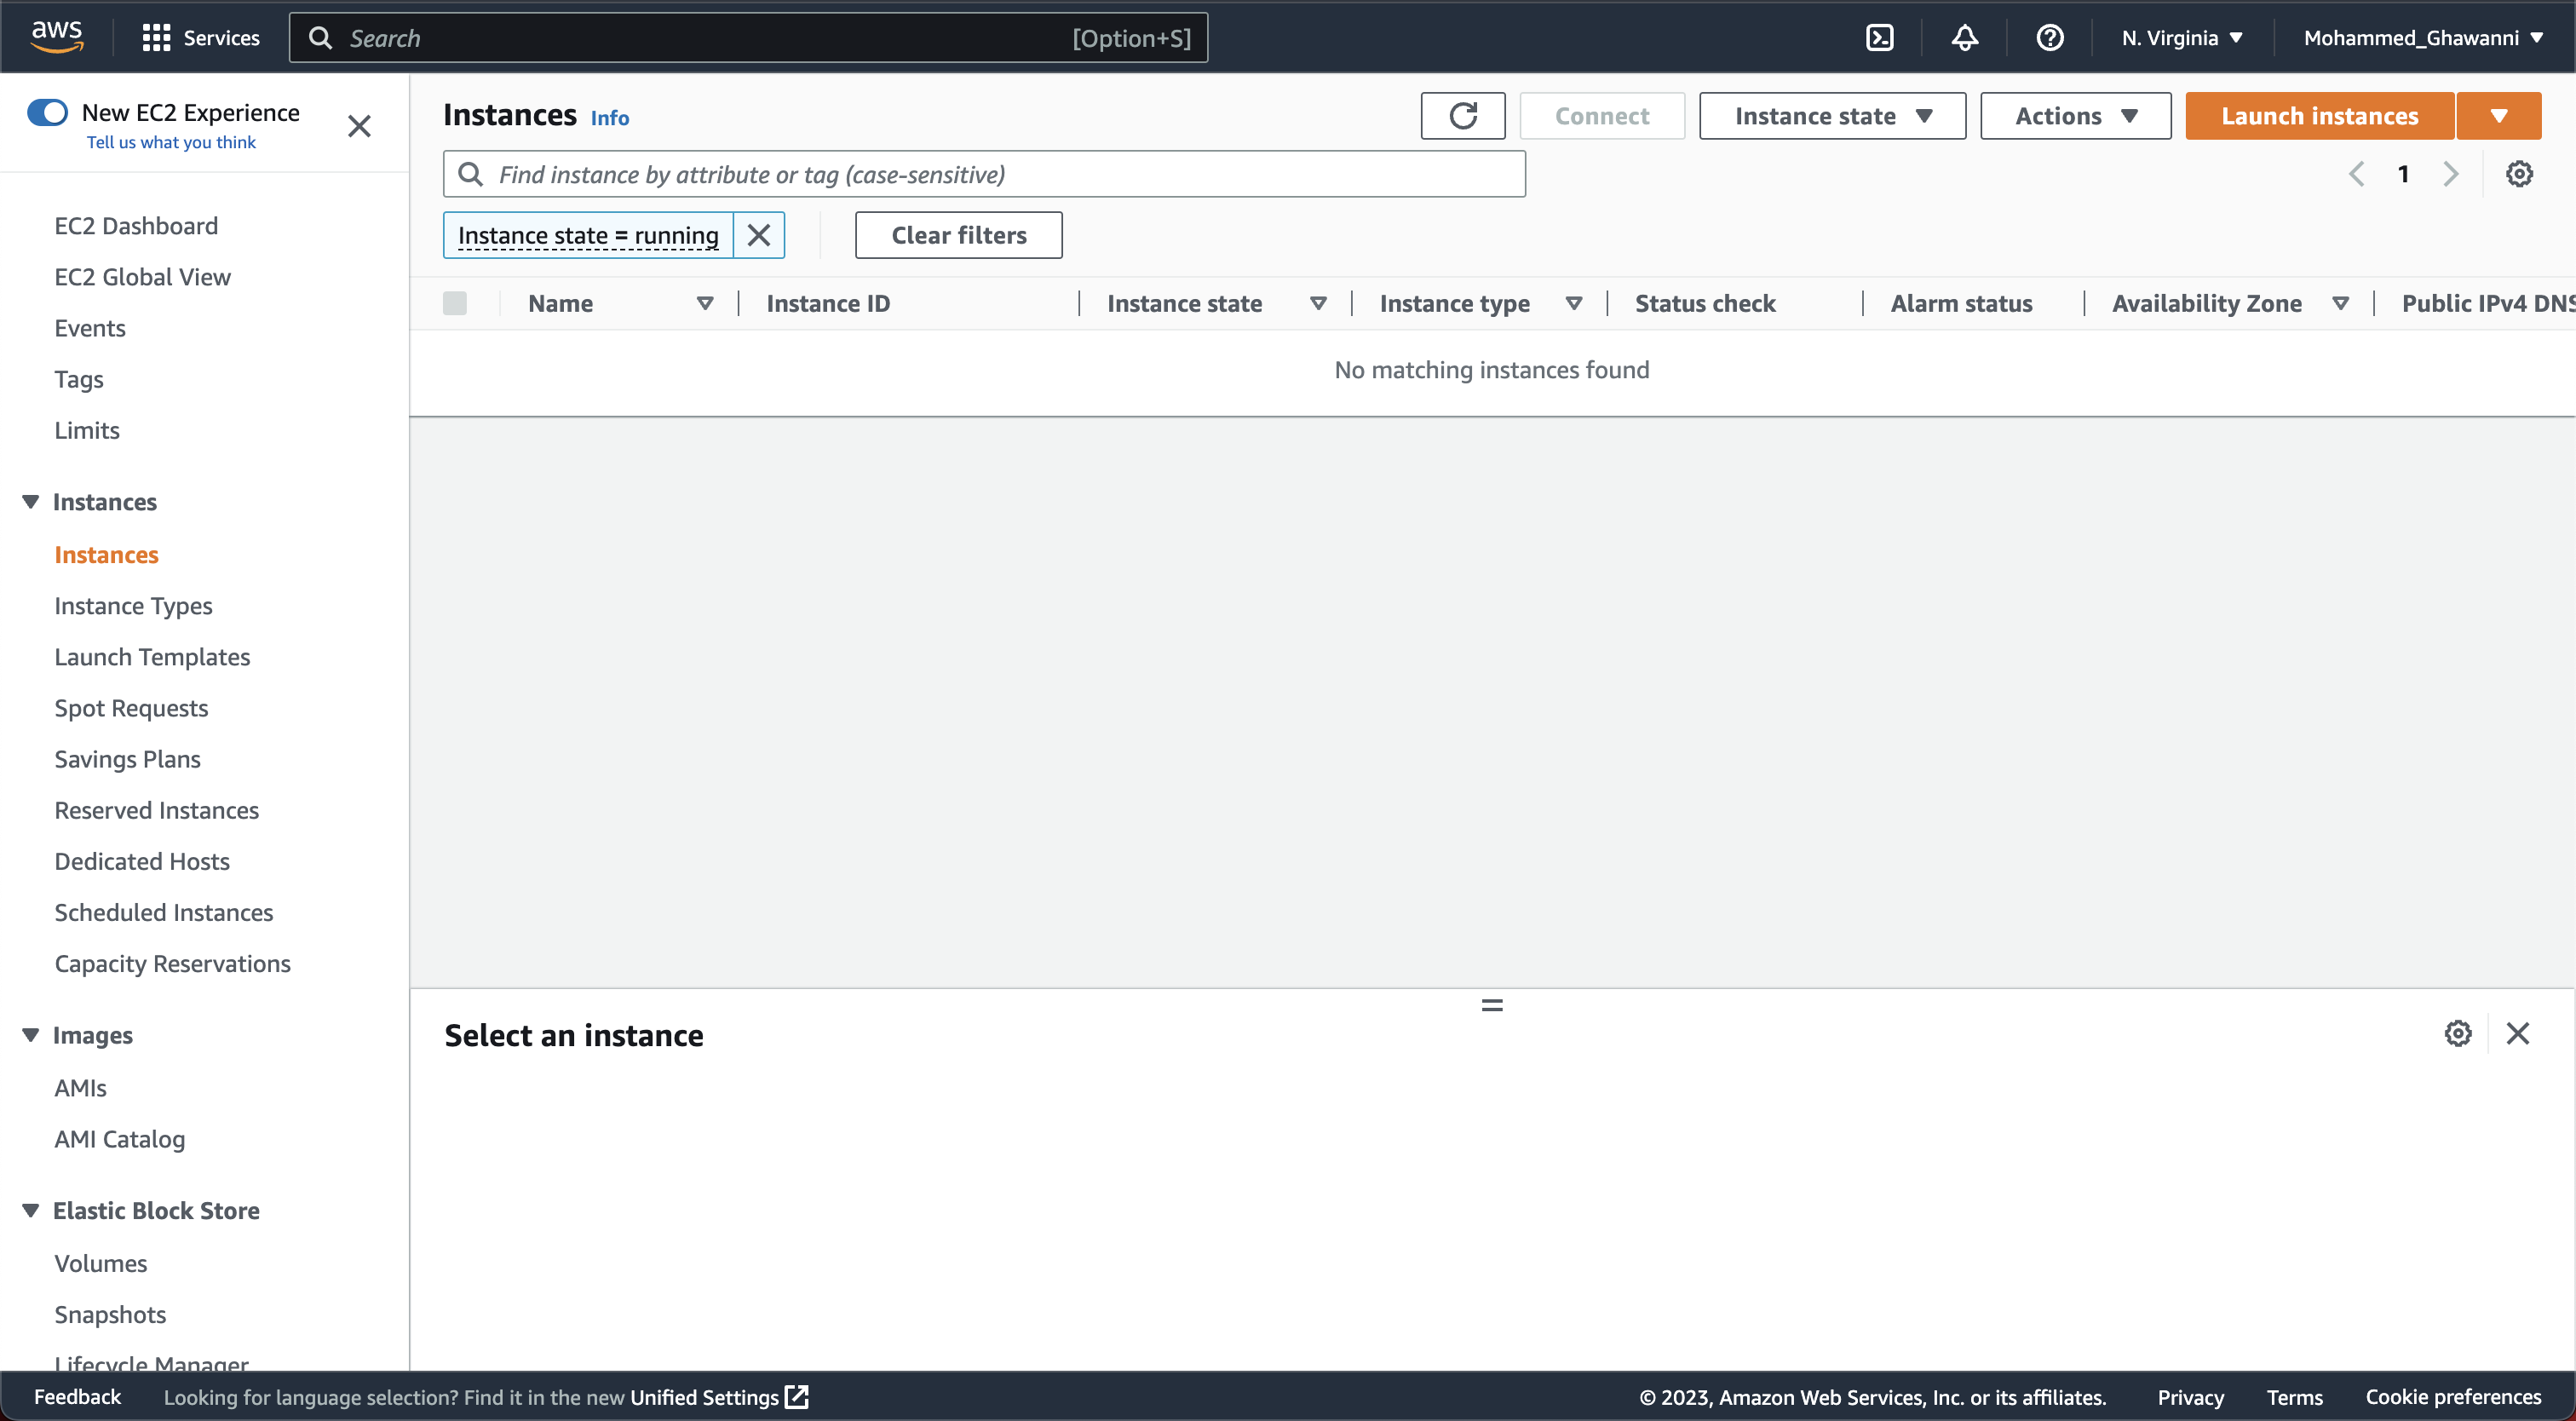 aws
Services
Search [Option+S]
N. Virginia
Mohammed_Ghawanni
New EC2 Experience
Tell us what you think
EC2 Dashboard
EC2 Global View
Events
Tags
Limits
Instances
Instances
Instance Types
Launch Templates
Spot Requests
Savings Plans
Reserved Instances
Dedicated Hosts
Scheduled Instances
Capacity Reservations
Images
AMIs
AMI Catalog
Elastic Block Store
Volumes
Snapshots
Lifecycle Manager
Instances Info
Connect
Instance state
Actions
Launch instances
Find instance by attribute or tag (case-sensitive)
1
Instance state = running
Clear filters
Name Instance ID Instance state Instance type Status check Alarm status Availability Zone Public IPv4 DNS
No matching instances found
Select an instance
Feedback Looking for language selection? Find it in the new Unified Settings
© 2023, Amazon Web Services, Inc. or its affiliates. Privacy Terms Cookie preferences